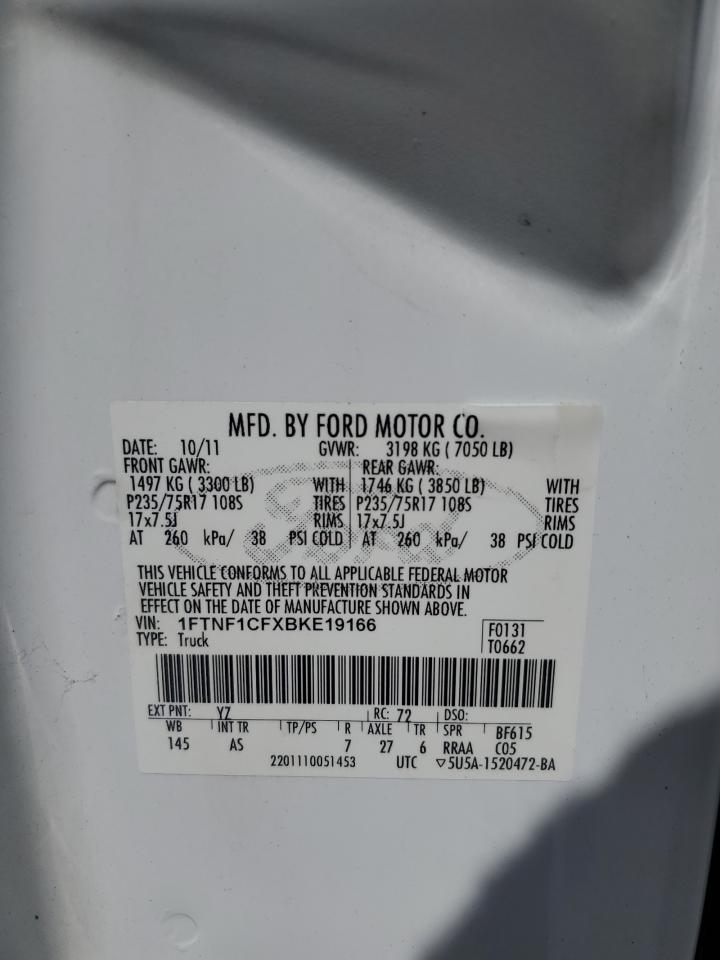 MFD. BY FORD MOTOR CO.
DATE: 10/11 GVWR: 3198 KG ( 7050 LB)
FRONT GAWR: REAR GAWR:
1497 KG ( 3300 LB) WITH 1746 KG ( 3850 LB) WITH
P235/75R17 108S TIRES P235/75R17 108S TIRES
17x7.5J RIMS 17x7.5J RIMS
AT 260 kPa/ 38 PSI COLD AT 260 kPa/ 38 PSI COLD
THIS VEHICLE CONFORMS TO ALL APPLICABLE FEDERAL MOTOR
VEHICLE SAFETY AND THEFT PREVENTION STANDARDS IN
EFFECT ON THE DATE OF MANUFACTURE SHOWN ABOVE.
VIN: 1FTNF1CFXBKE19166 F0131
TYPE: Truck T0662
EXT PNT: YZ RC: 72 DSO:
WB INT TR TP/PS R AXLE TR SPR BF615
145 AS 7 27 6 RRAA C05
2201110051453 UTC ▽5U5A-1520472-BA
Ford